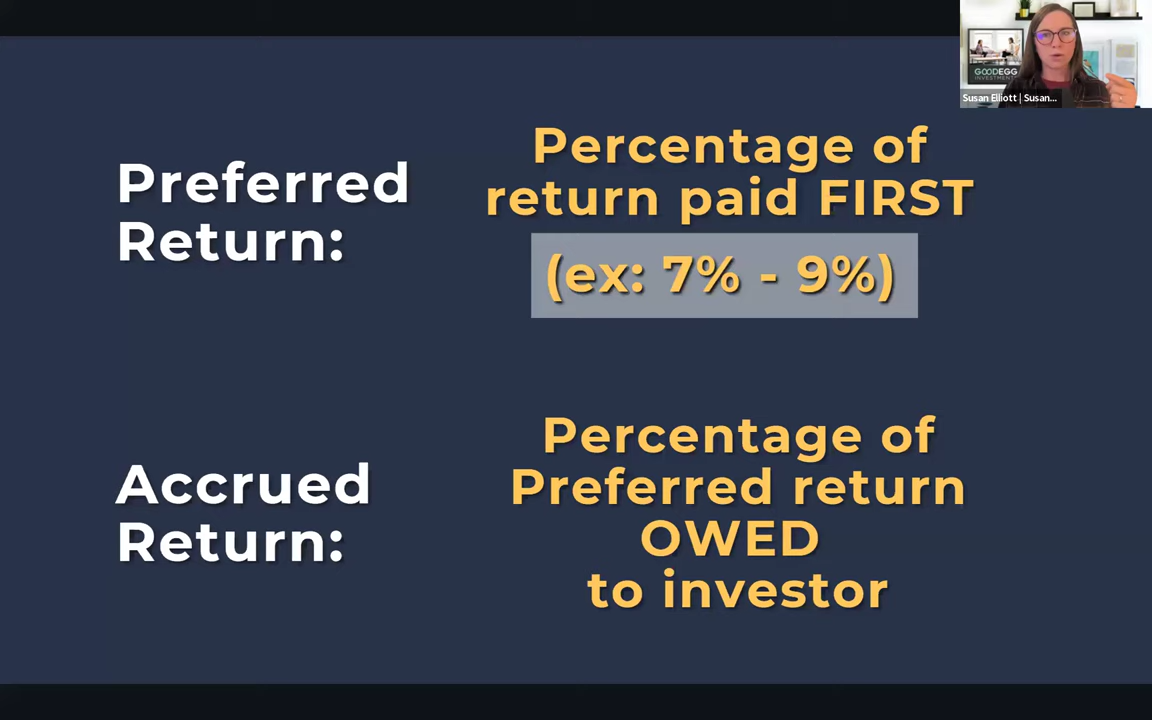 GOODEGG
INVESTMENTS
Susan Elliott | Susan...
Preferred
Return:
Percentage of
return paid FIRST
(ex: 7% - 9%)
Accrued
Return:
Percentage of
Preferred return
OWED
to investor